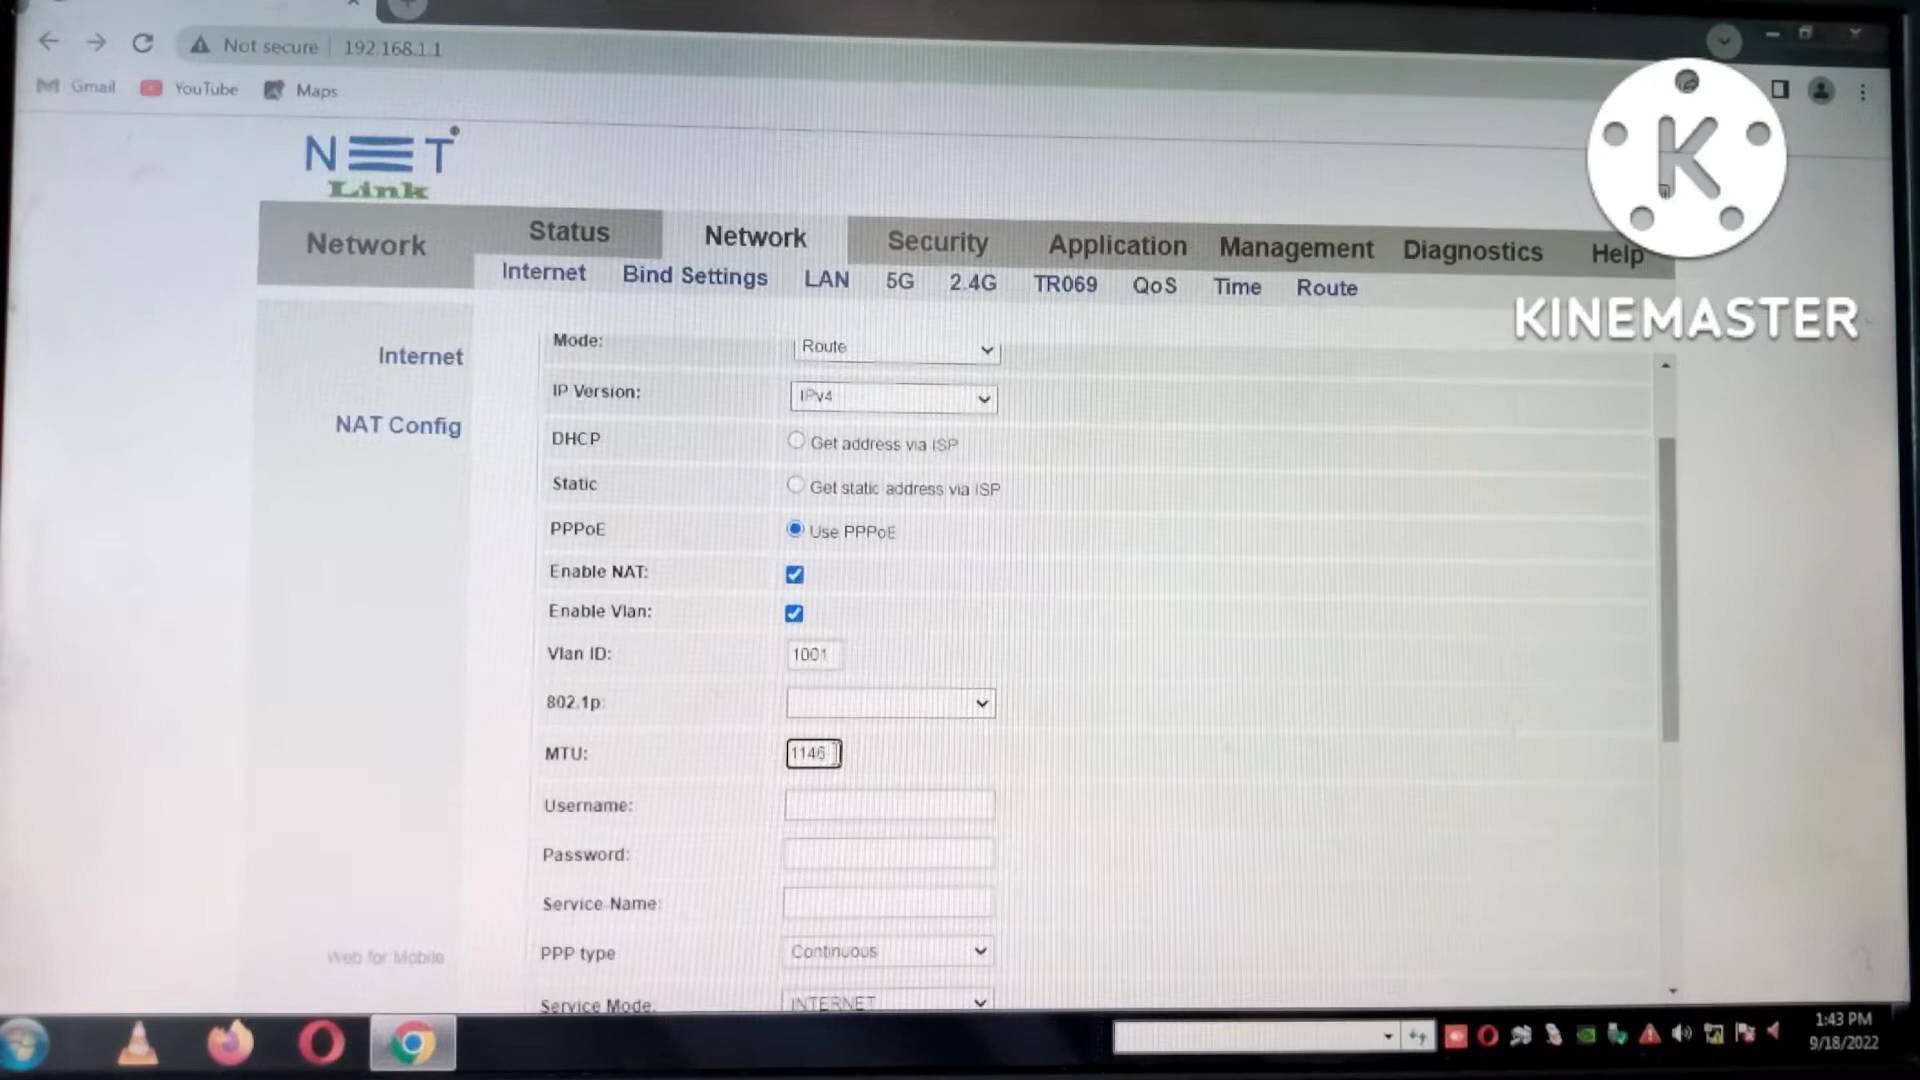 Not secure 192.168.1.1
Gmail YouTube Maps
NET
Link
K
KINEMASTER
Network Status Network Security Application Management Diagnostics Help
Internet Bind Settings LAN 5G 2.4G TR069 QoS Time Route
Internet
NAT Config
Mode: Route
IP Version: IPv4
DHCP Get address via ISP
Static Get static address via ISP
PPPoE Use PPPoE
Enable NAT:
Enable Vlan:
Vlan ID: 1001
802.1p:
MTU: 1146
Username:
Password:
Service Name:
Web for Mobile
PPP type Continuous
Service Mode: INTERNET
1:43 PM
9/18/2022